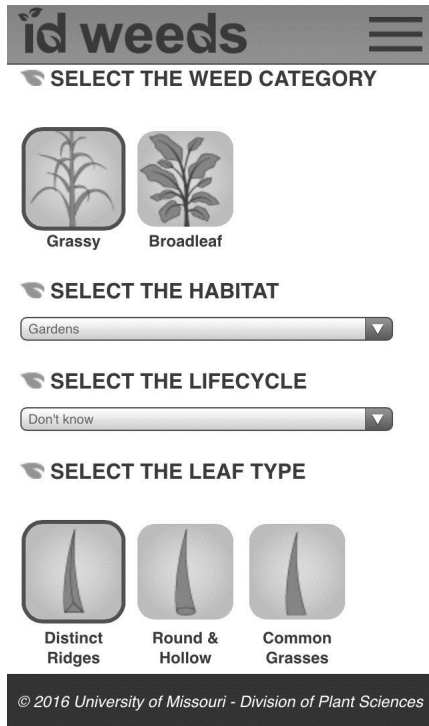 id weeds
SELECT THE WEED CATEGORY
Grassy
Broadleaf
SELECT THE HABITAT
Gardens
SELECT THE LIFECYCLE
Don't know
SELECT THE LEAF TYPE
Distinct
Ridges
Round &
Hollow
Common
Grasses
© 2016 University of Missouri - Division of Plant Sciences